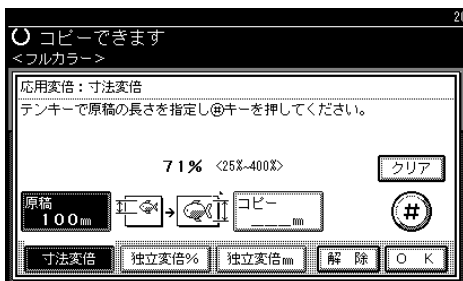 20
コピーできます
<フルカラー>
応用変倍：寸法変倍
テンキーで原稿の長さを指定し#キーを押してください。
71% <25%~400%>
クリア
原稿
100mm
コピー
___mm
#
寸法変倍 独立変倍% 独立変倍mm 解 除 O K